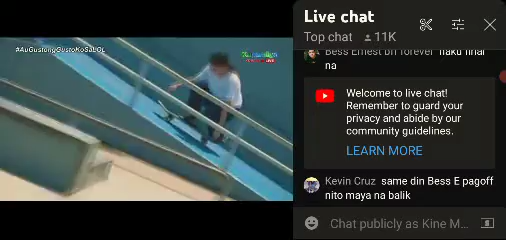 #AuGustongGustoKoSaLOL
Live chat
Top chat 11K
Bess Ernest bff forever naku final
na
Welcome to live chat!
Remember to guard your
privacy and abide by our
community guidelines.
LEARN MORE
Kevin Cruz same din Bess E pagoff
nito maya na balik
Chat publicly as Kine M...